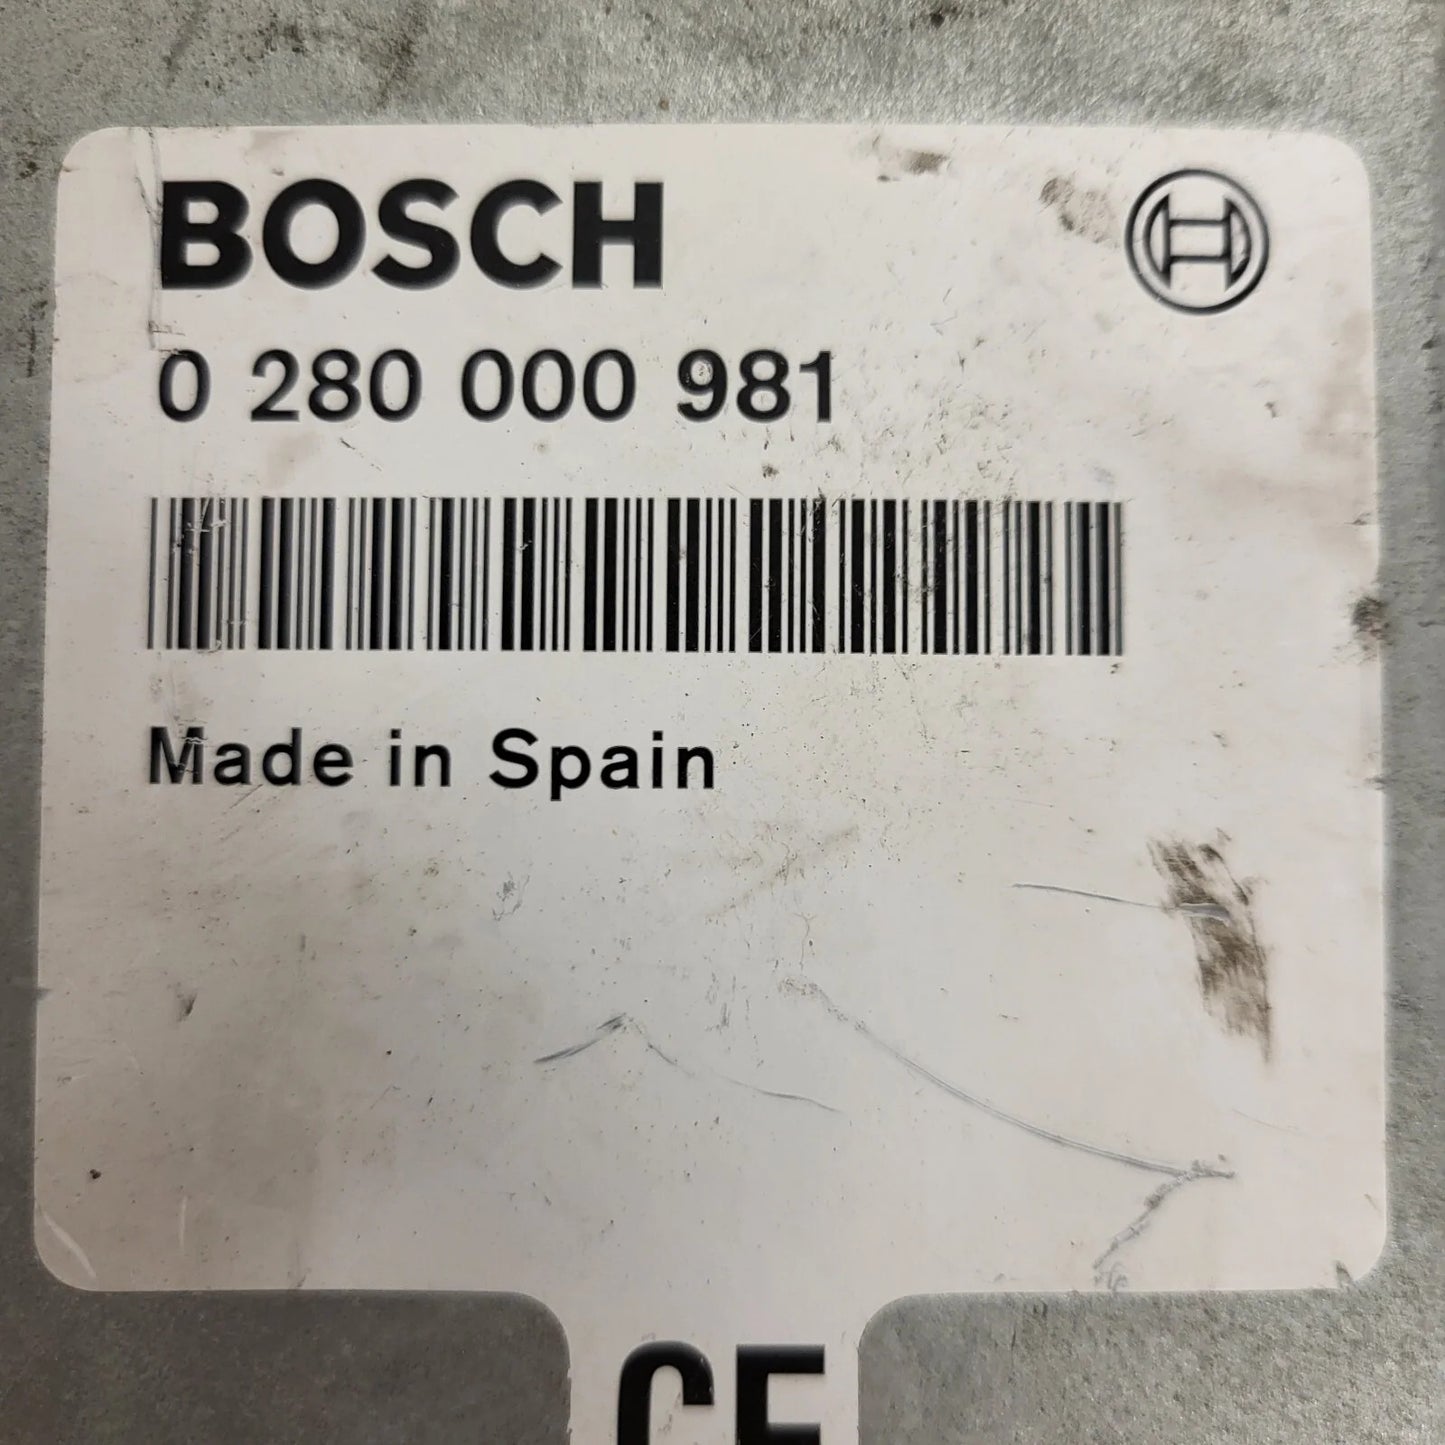 BOSCH
0 280 000 981
Made in Spain
CE